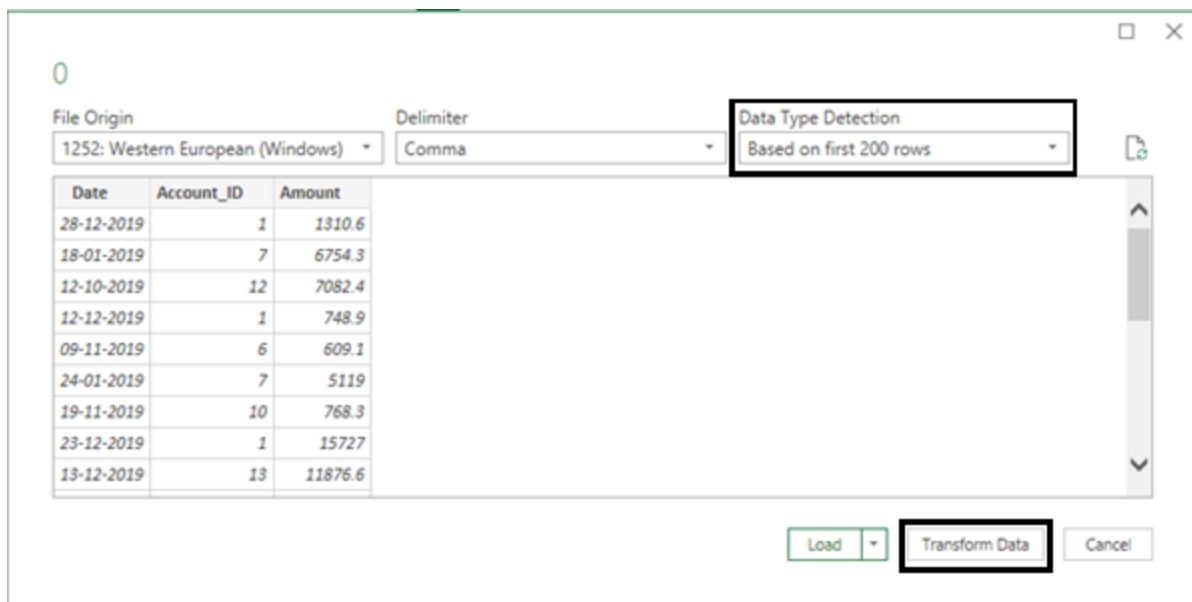 0
File Origin Delimiter Data Type Detection
1252: Western European (Windows) Comma Based on first 200 rows
Date Account_ID Amount
28-12-2019 1 1310.6
18-01-2019 7 6754.3
12-10-2019 12 7082.4
12-12-2019 1 748.9
09-11-2019 6 609.1
24-01-2019 7 5119
19-11-2019 10 768.3
23-12-2019 1 15727
13-12-2019 13 11876.6
Load Transform Data Cancel